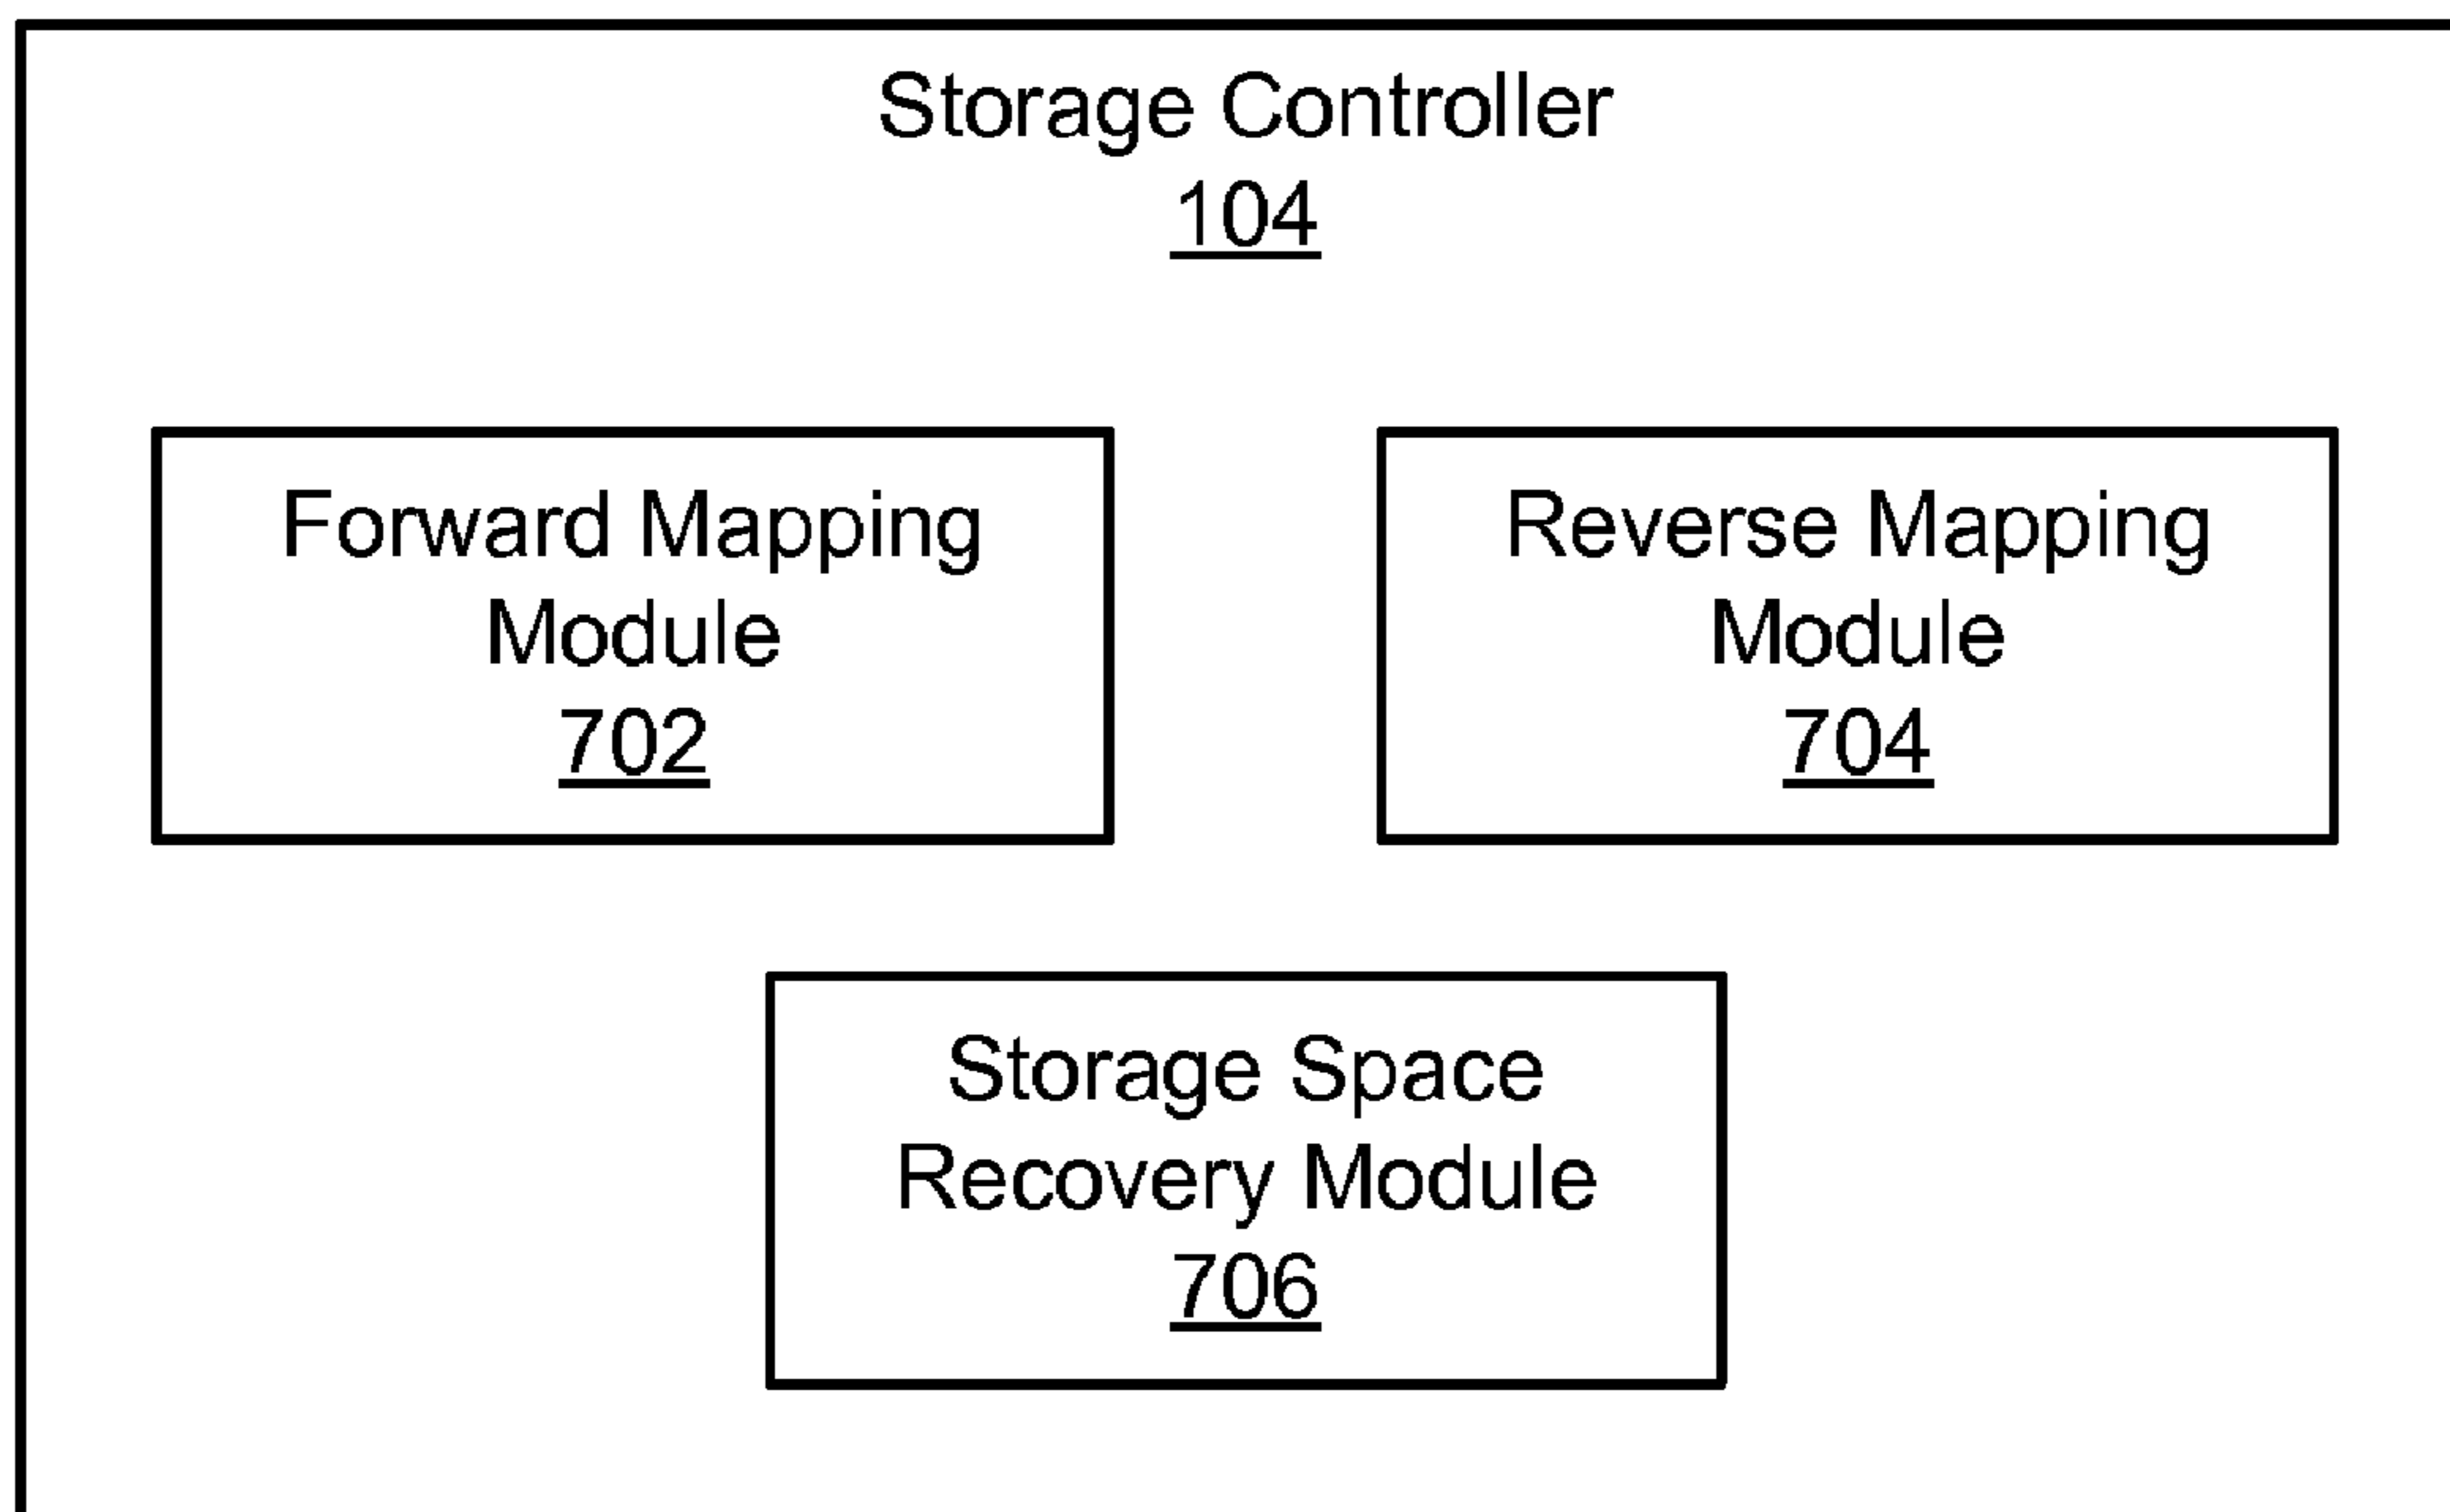 Storage Controller
104
Forward Mapping
Module
702
Reverse Mapping
Module
704
Storage Space
Recovery Module
706